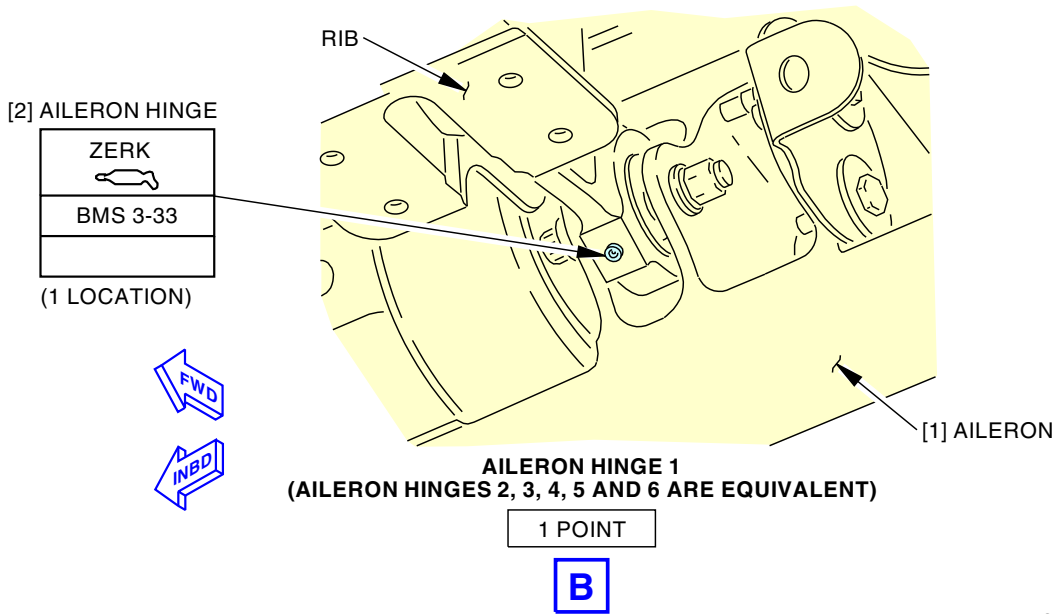 RIB
[2] AILERON HINGE
ZERK
BMS 3-33
(1 LOCATION)
FWD
INBD
[1] AILERON
AILERON HINGE 1
(AILERON HINGES 2, 3, 4, 5 AND 6 ARE EQUIVALENT)
1 POINT
B